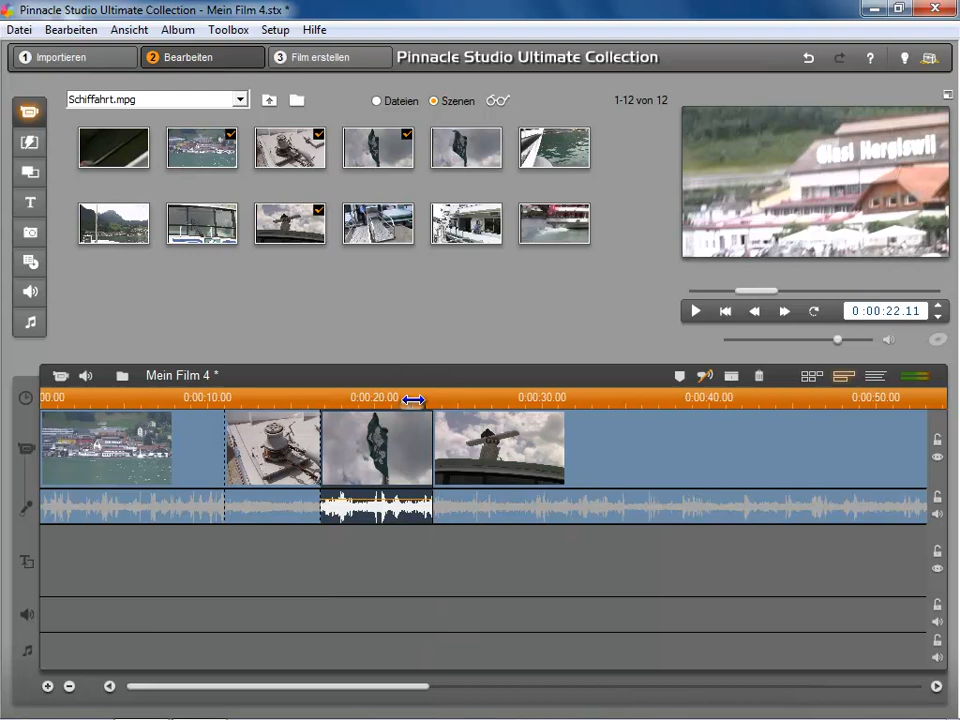 Pinnacle Studio Ultimate Collection - Mein Film 4.stx *
Datei Bearbeiten Ansicht Album Toolbox Setup Hilfe
1 Importieren 2 Bearbeiten 3 Film erstellen Pinnacle Studio Ultimate Collection ?
Schiffahrt.mpg Dateien Szenen 1-12 von 12
Glasi Hergiswil
T
0:00:22.11
Mein Film 4 *
00.00 0:00:10.00 0:00:20.00 0:00:30.00 0:00:40.00 0:00:50.00